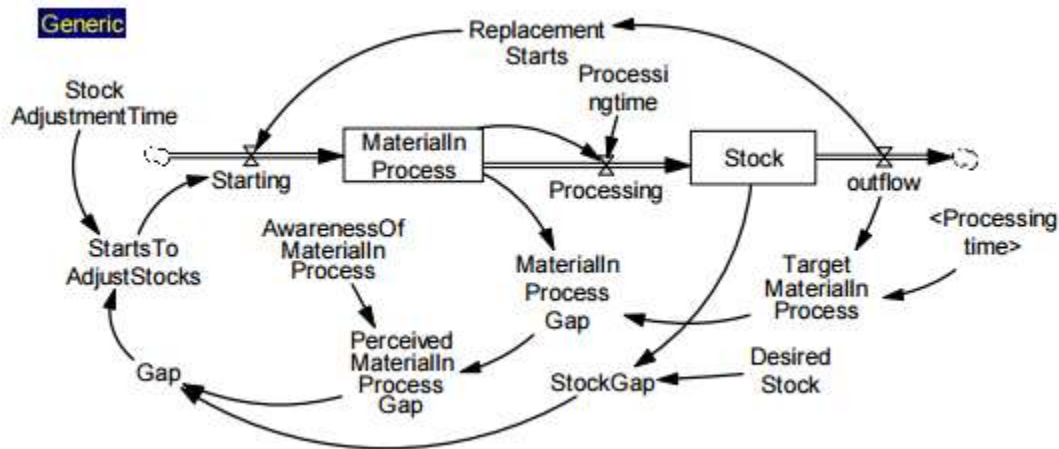 Generic
Replacement
Starts
Processi
ngtime
Stock
AdjustmentTime
MaterialIn
Process
Stock
Starting
Processing
outflow
<Processing
time>
AwarenessOf
MaterialIn
Process
StartsTo
AdjustStocks
MaterialIn
Process
Gap
Target
MaterialIn
Process
Perceived
MaterialIn
Process
Gap
Desired
Stock
Gap
StockGap